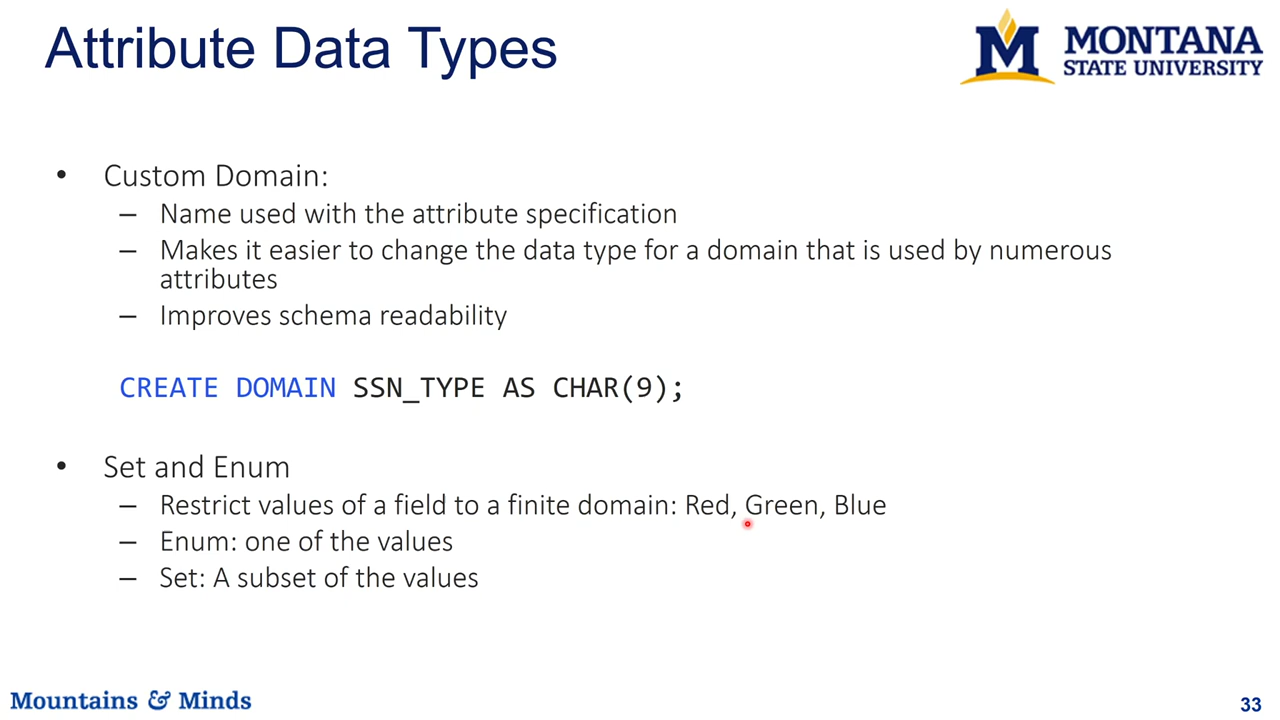 Attribute Data Types
MONTANA
STATE UNIVERSITY
• Custom Domain:
– Name used with the attribute specification
– Makes it easier to change the data type for a domain that is used by numerous
attributes
– Improves schema readability
CREATE DOMAIN SSN_TYPE AS CHAR(9);
• Set and Enum
– Restrict values of a field to a finite domain: Red, Green, Blue
– Enum: one of the values
– Set: A subset of the values
Mountains & Minds
33